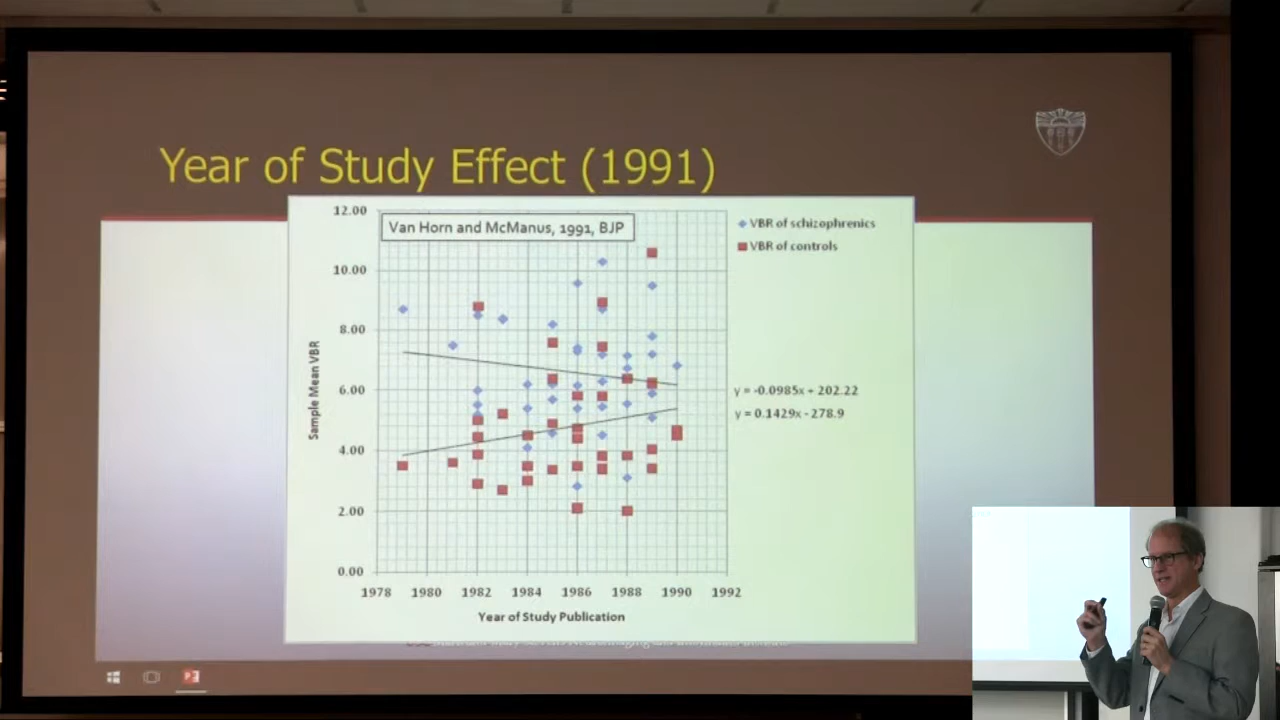 Year of Study Effect (1991)
Van Horn and McManus, 1991, BJP
VBR of schizophrenics
VBR of controls
12.00
10.00
8.00
6.00
4.00
2.00
0.00
Sample Mean VBR
y = -0.0985x + 202.22
y = 0.1429x - 278.9
1978 1980 1982 1984 1986 1988 1990 1992
Year of Study Publication